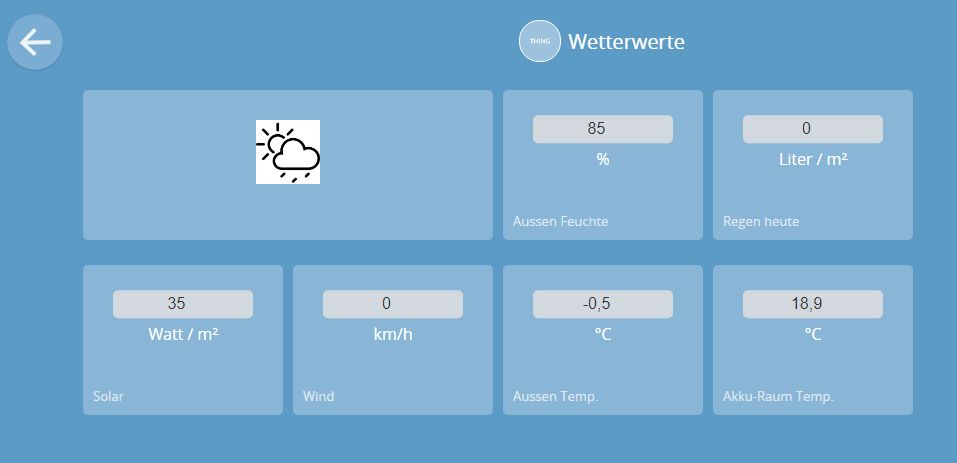 THING
Wetterwerte
85
%
Aussen Feuchte
0
Liter / m²
Regen heute
35
Watt / m²
Solar
0
km/h
Wind
-0,5
°C
Aussen Temp.
18,9
°C
Akku-Raum Temp.